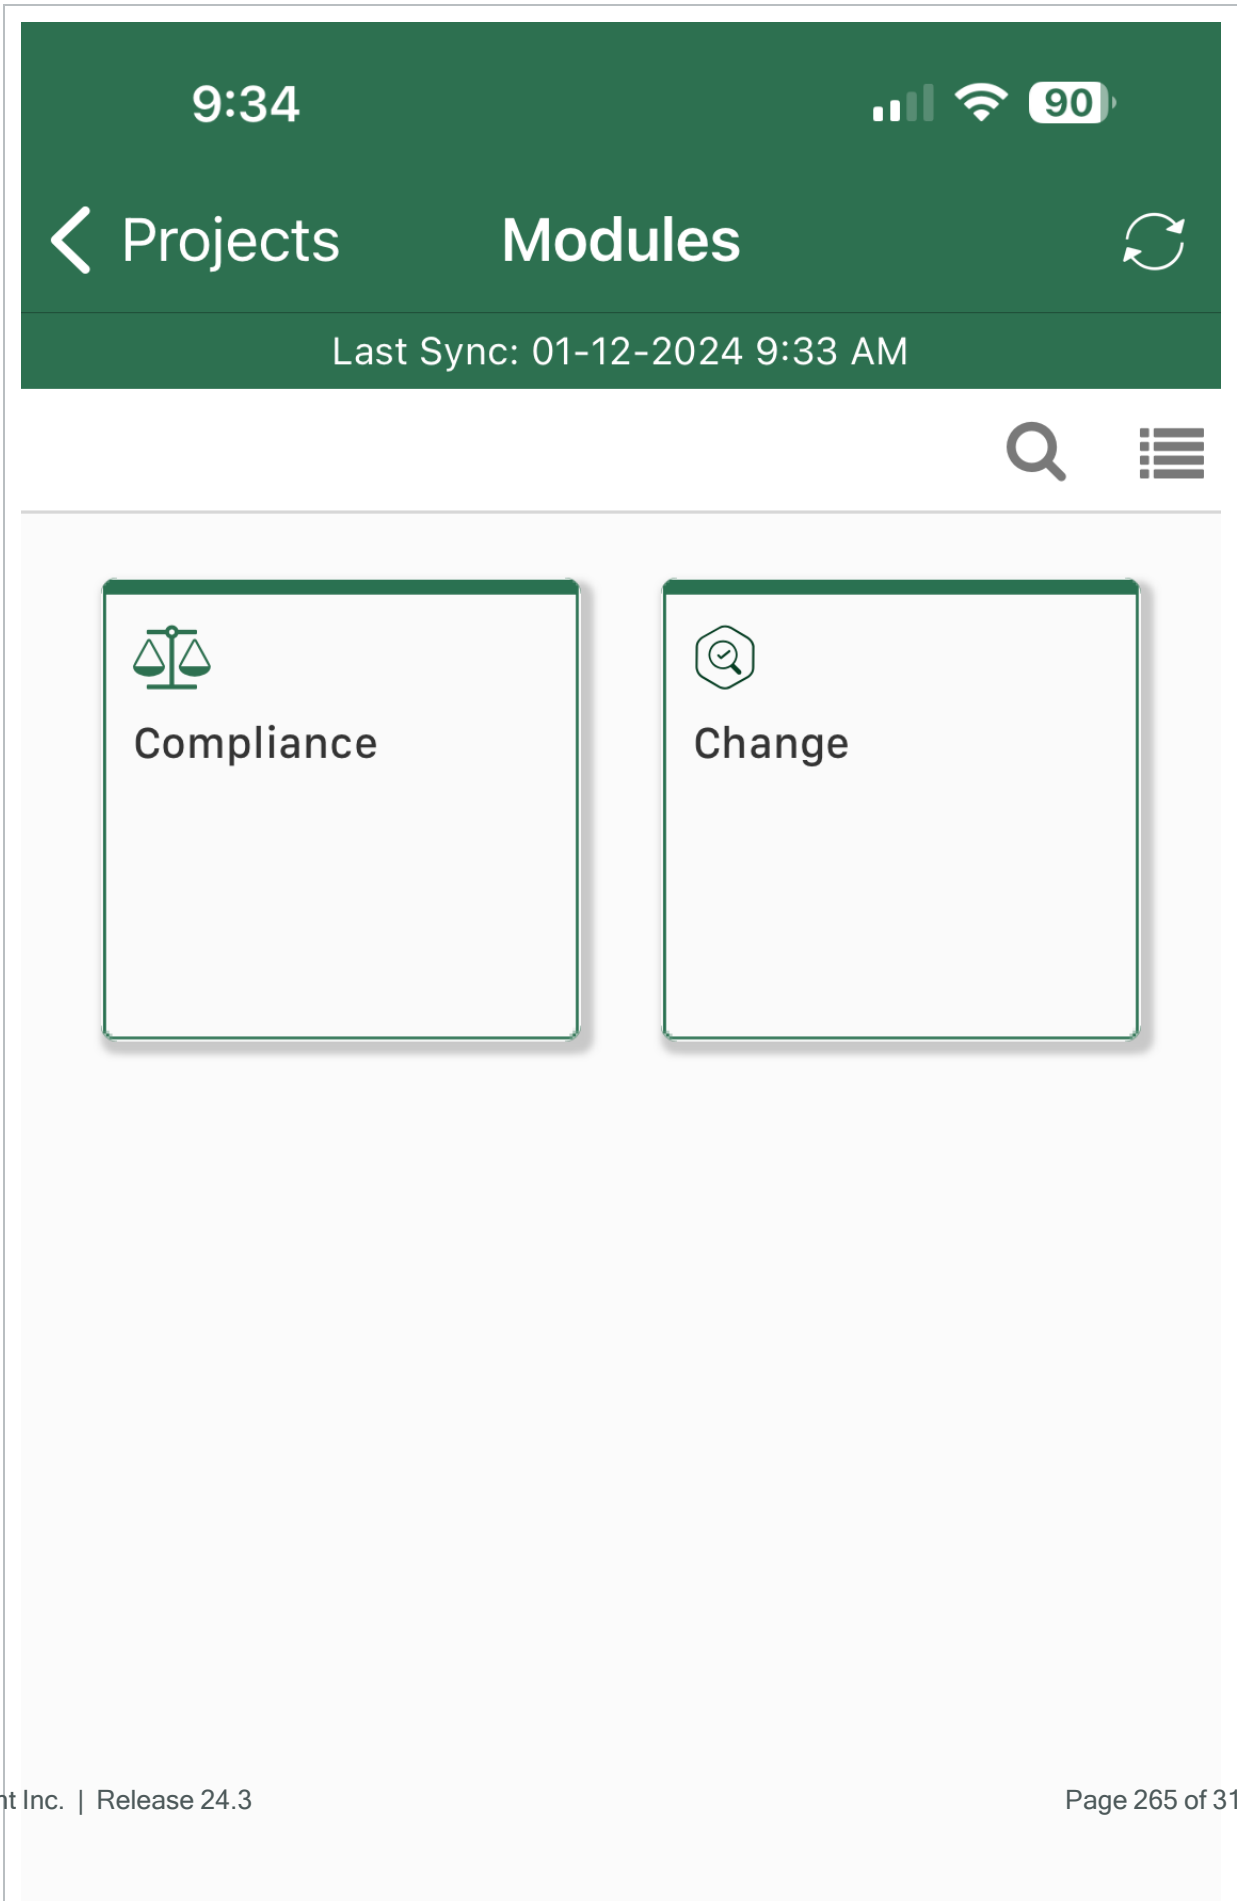 9:34 90
Projects Modules
Last Sync: 01-12-2024 9:33 AM
Compliance Change
Inc. | Release 24.3
Page 265 of